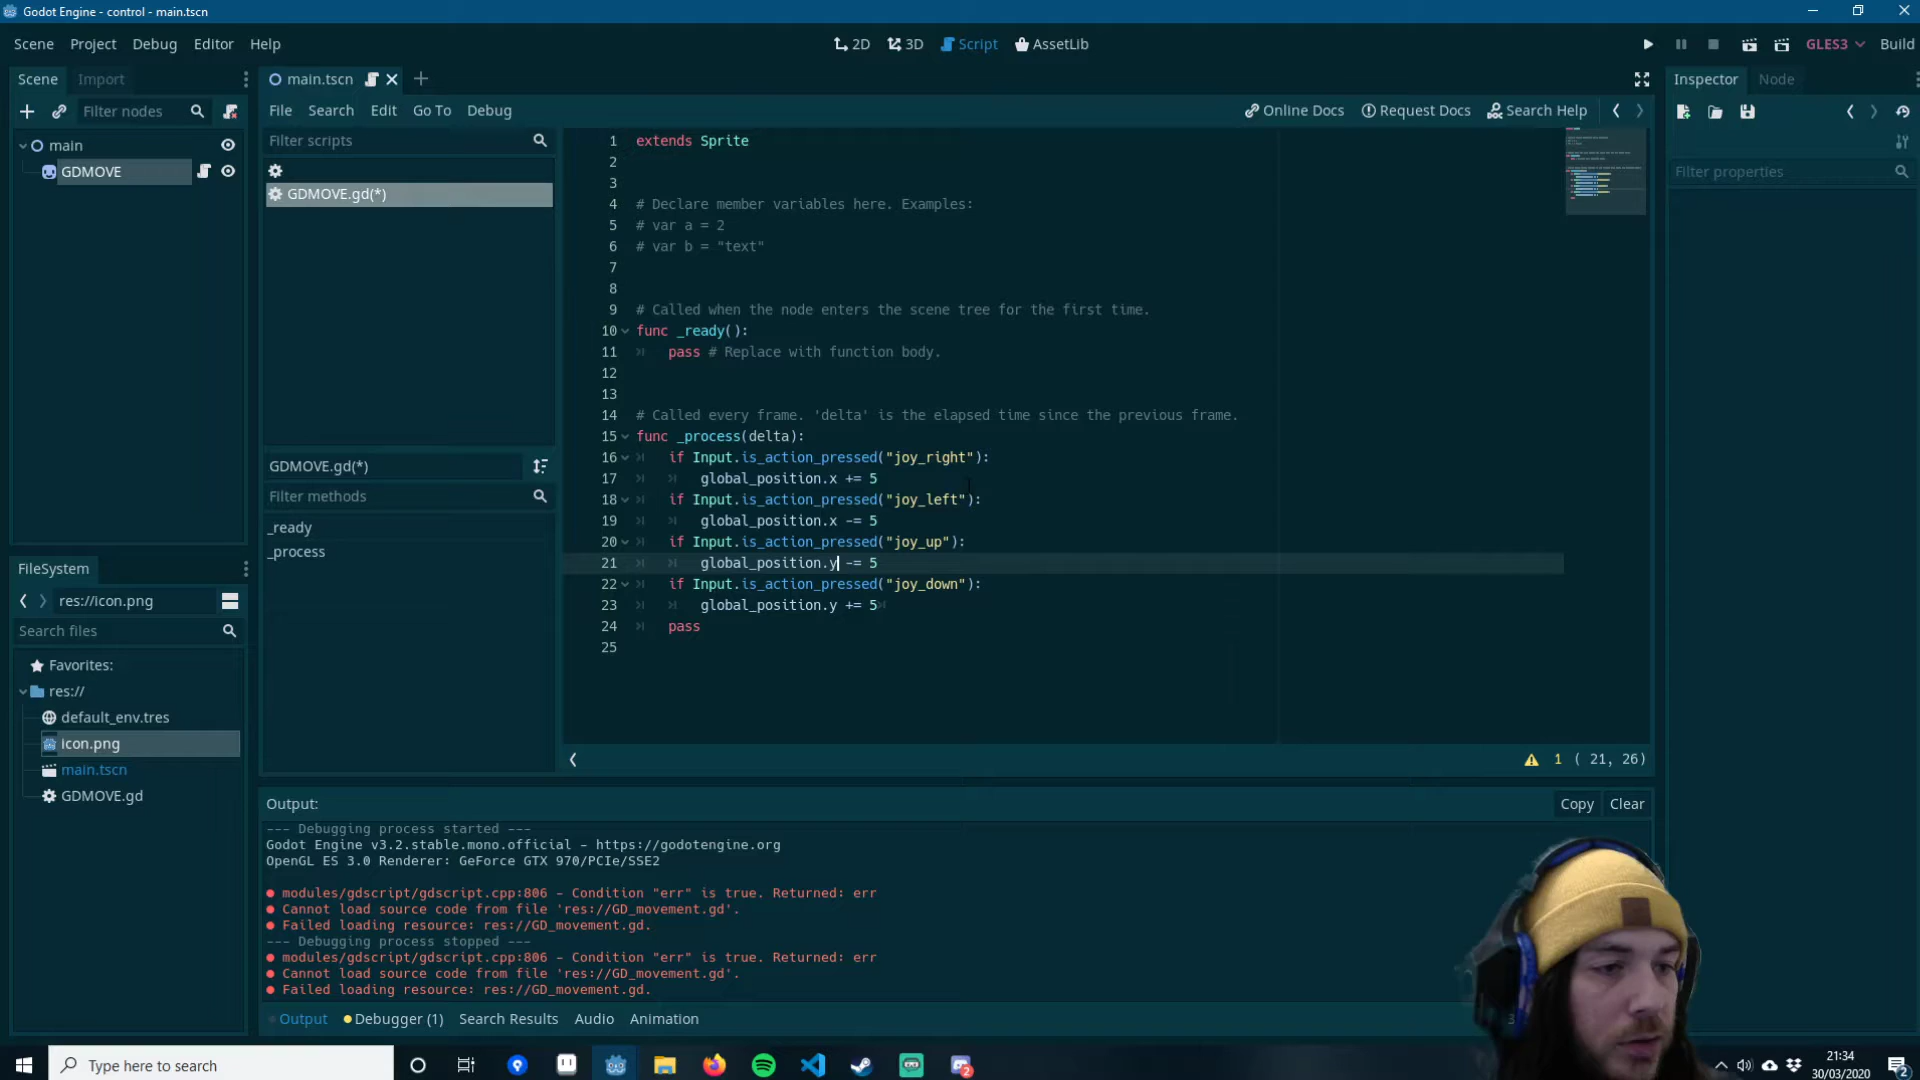 Godot Engine - control - main.tscn
Scene Project Debug Editor Help
2D 3D Script AssetLib
GLES3 Build
Scene Import
main.tscn
Inspector Node
Filter nodes
File Search Edit Go To Debug
Online Docs Request Docs Search Help
main
GDMOVE
Filter scripts
GDMOVE.gd(*)
Filter properties
1 extends Sprite
2
3
4 # Declare member variables here. Examples:
5 # var a = 2
6 # var b = "text"
7
8
9 # Called when the node enters the scene tree for the first time.
10 func _ready():
11 pass # Replace with function body.
12
13
14 # Called every frame. 'delta' is the elapsed time since the previous frame.
15 func _process(delta):
16 if Input.is_action_pressed("joy_right"):
17 global_position.x += 5
18 if Input.is_action_pressed("joy_left"):
19 global_position.x -= 5
20 if Input.is_action_pressed("joy_up"):
21 global_position.y -= 5
22 if Input.is_action_pressed("joy_down"):
23 global_position.y += 5
24 pass
25
GDMOVE.gd(*)
Filter methods
_ready
_process
1 ( 21, 26)
FileSystem
res://icon.png
Search files
Favorites:
res://
default_env.tres
icon.png
main.tscn
GDMOVE.gd
Output:
Copy Clear
--- Debugging process started ---
Godot Engine v3.2.stable.mono.official - https://godotengine.org
OpenGL ES 3.0 Renderer: GeForce GTX 970/PCIe/SSE2
modules/gdscript/gdscript.cpp:806 - Condition "err" is true. Returned: err
Cannot load source code from file 'res://GD_movement.gd'.
Failed loading resource: res://GD_movement.gd.
--- Debugging process stopped ---
modules/gdscript/gdscript.cpp:806 - Condition "err" is true. Returned: err
Cannot load source code from file 'res://GD_movement.gd'.
Failed loading resource: res://GD_movement.gd.
Output Debugger (1) Search Results Audio Animation
Type here to search
2
21:34
30/03/2020
2